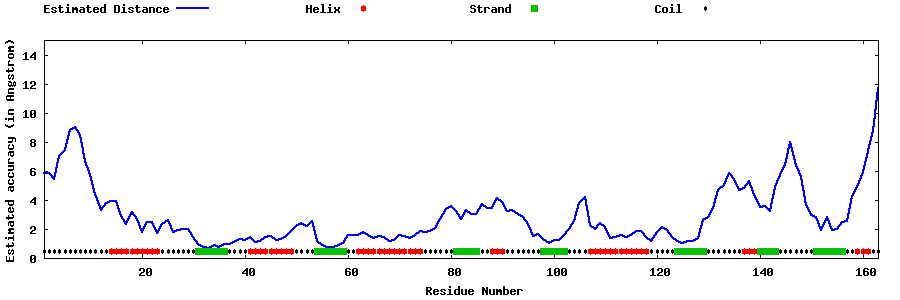 Estimated Distance Helix Strand Coil
Estimated accuracy (in Angstrom)
14
12
10
8
6
4
2
0
20 40 60 80 100 120 140 160
Residue Number